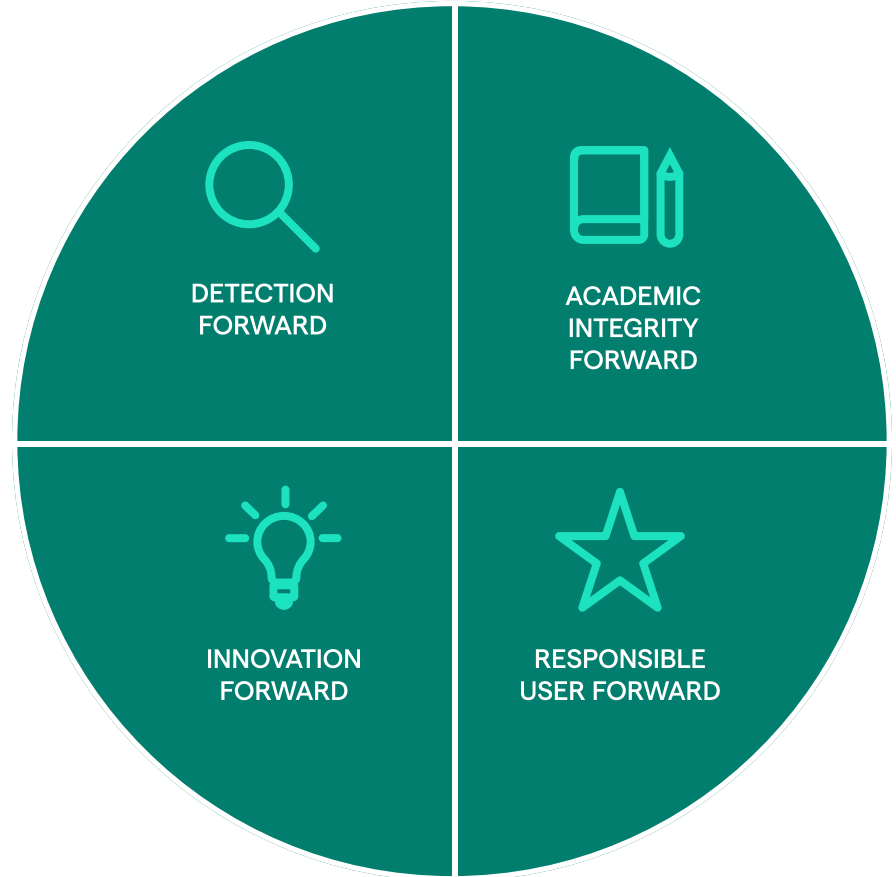 DETECTION
FORWARD
ACADEMIC
INTEGRITY
FORWARD
INNOVATION
FORWARD
RESPONSIBLE
USER FORWARD